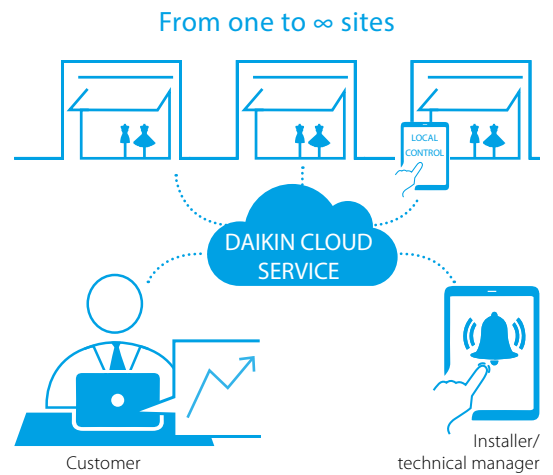 From one to ∞ sites
LOCAL
CONTROL
DAIKIN CLOUD
SERVICE
Customer
Installer/
technical manager